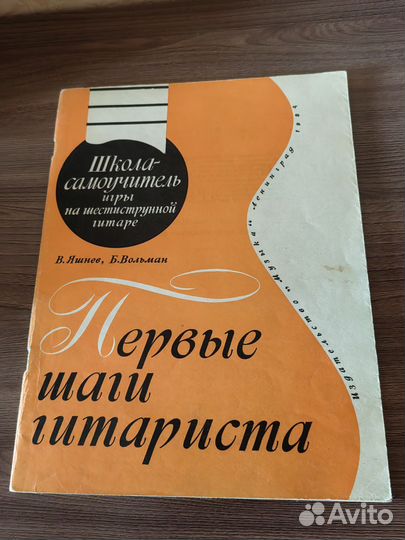 Школа-
самоучитель
игры
на шестиструнной
гитаре
В. Яшнев, Б. Вольман
Первые
шаги
гитариста
Издательство „Музыка“ Ленинград 1984
Avito